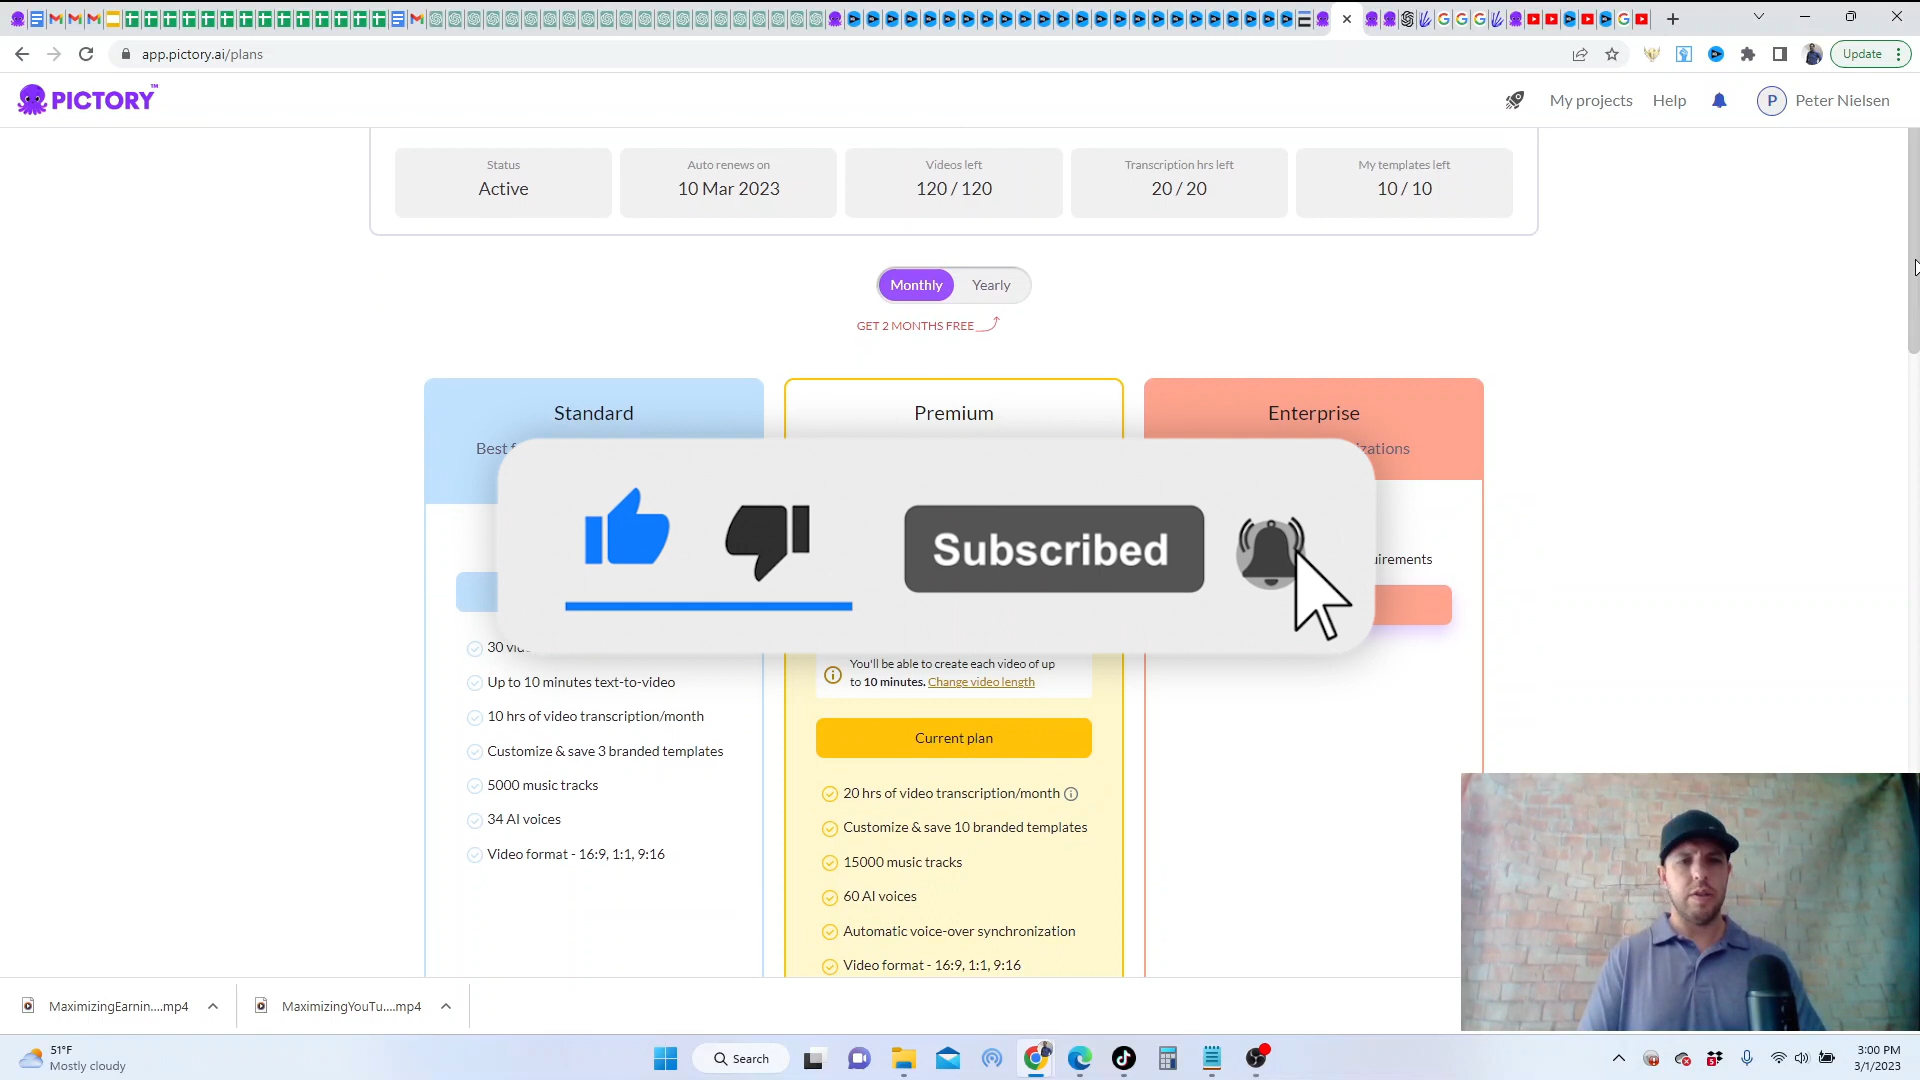 app.pictory.ai/plans
Update
PICTORY™
My projects
Help
P
Peter Nielsen
Status
Active
Auto renews on
10 Mar 2023
Videos left
120 / 120
Transcription hrs left
20 / 20
My templates left
10 / 10
Monthly
Yearly
GET 2 MONTHS FREE
Standard
Best
Premium
Enterprise
Subscribed
30
Up to 10 minutes text-to-video
10 hrs of video transcription/month
Customize & save 3 branded templates
5000 music tracks
34 AI voices
Video format - 16:9, 1:1, 9:16
You'll be able to create each video of up
to 10 minutes. Change video length
Current plan
20 hrs of video transcription/month
Customize & save 10 branded templates
15000 music tracks
60 AI voices
Automatic voice-over synchronization
Video format - 16:9, 1:1, 9:16
MaximizingEarnin....mp4
MaximizingYouTu....mp4
51°F
Mostly cloudy
Search
3:00 PM
3/1/2023